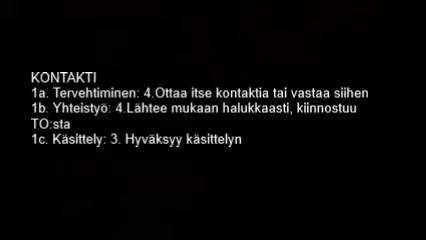 KONTAKTI
1a. Tervehtiminen: 4.Ottaa itse kontaktia tai vastaa siihen
1b. Yhteistyö: 4.Lähtee mukaan halukkaasti, kiinnostuu
TO:sta
1c. Käsittely: 3. Hyväksyy käsittelyn